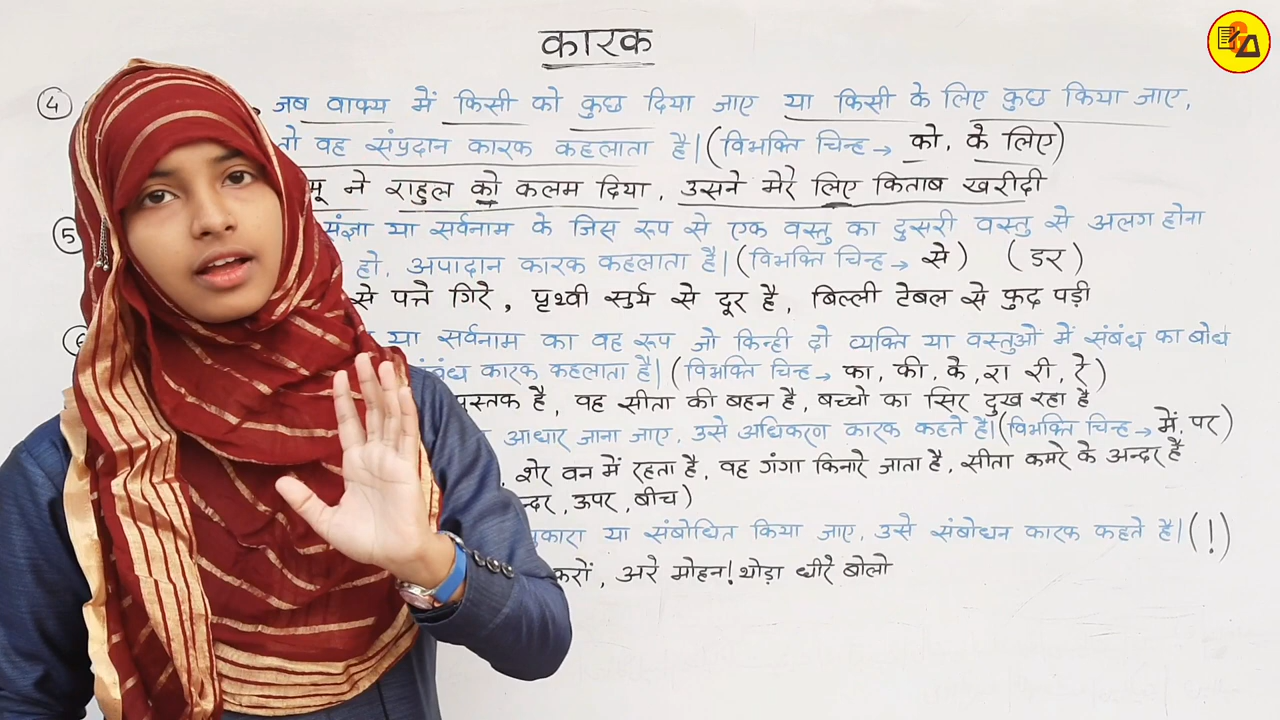 कारक
④ जब वाक्य में किसी को कुछ दिया जाए या किसी के लिए कुछ किया जाए,
तो वह संप्रदान कारक कहलाता है। (विभक्ति चिन्ह → को, के लिए)
मू ने राहुल को कलम दिया, उसने मेरे लिए किताब खरीदी
⑤ संज्ञा या सर्वनाम के जिस रूप से एक वस्तु का दुसरी वस्तु से अलग होना
हो, अपादान कारक कहलाता है। (विभक्ति चिन्ह → से) (डर)
से पत्ते गिरे, पृथ्वी सुर्य से दूर है, बिल्ली टेबल से कुद पड़ी
या सर्वनाम का वह रूप जो किन्ही दो व्यक्ति या वस्तुओं में संबंध का बोध
संबंध कारक कहलाता है। (विभक्ति चिन्ह → का, की, के, रा री, रे)
पुस्तक है, वह सीता की बहन है, बच्चो का सिर दुख रहा है
आधार जाना जाए, उसे अधिकरण कारक कहते है। (विभक्ति चिन्ह → में, पर)
, शेर वन में रहता है, वह गंगा किनारे जाता है, सीता कमरे के अन्दर है
न्दर, ऊपर, बीच)
पुकारा या संबोधित किया जाए, उसे संबोधन कारक कहते है। (!)
करों, अरे मोहन! थोड़ा धीरे बोलो